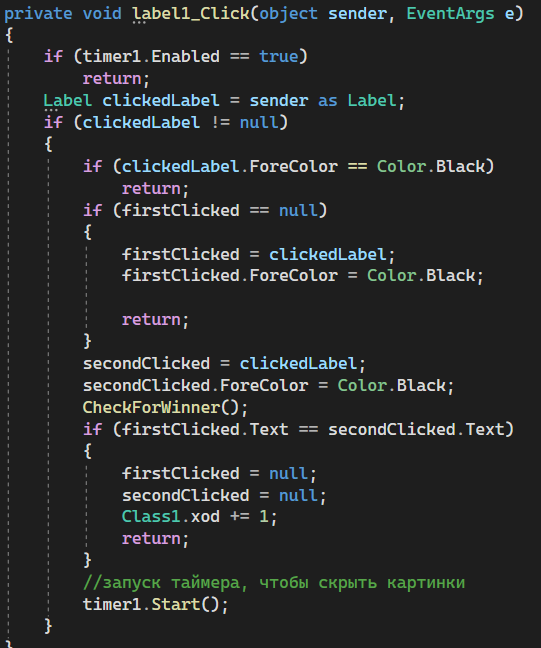 private void label1_Click(object sender, EventArgs e)
{
    if (timer1.Enabled == true)
        return;
    Label clickedLabel = sender as Label;
    if (clickedLabel != null)
    {
        if (clickedLabel.ForeColor == Color.Black)
            return;
        if (firstClicked == null)
        {
            firstClicked = clickedLabel;
            firstClicked.ForeColor = Color.Black;

            return;
        }
        secondClicked = clickedLabel;
        secondClicked.ForeColor = Color.Black;
        CheckForWinner();
        if (firstClicked.Text == secondClicked.Text)
        {
            firstClicked = null;
            secondClicked = null;
            Class1.xod += 1;
            return;
        }
        //запуск таймера, чтобы скрыть картинки
        timer1.Start();
    }
}